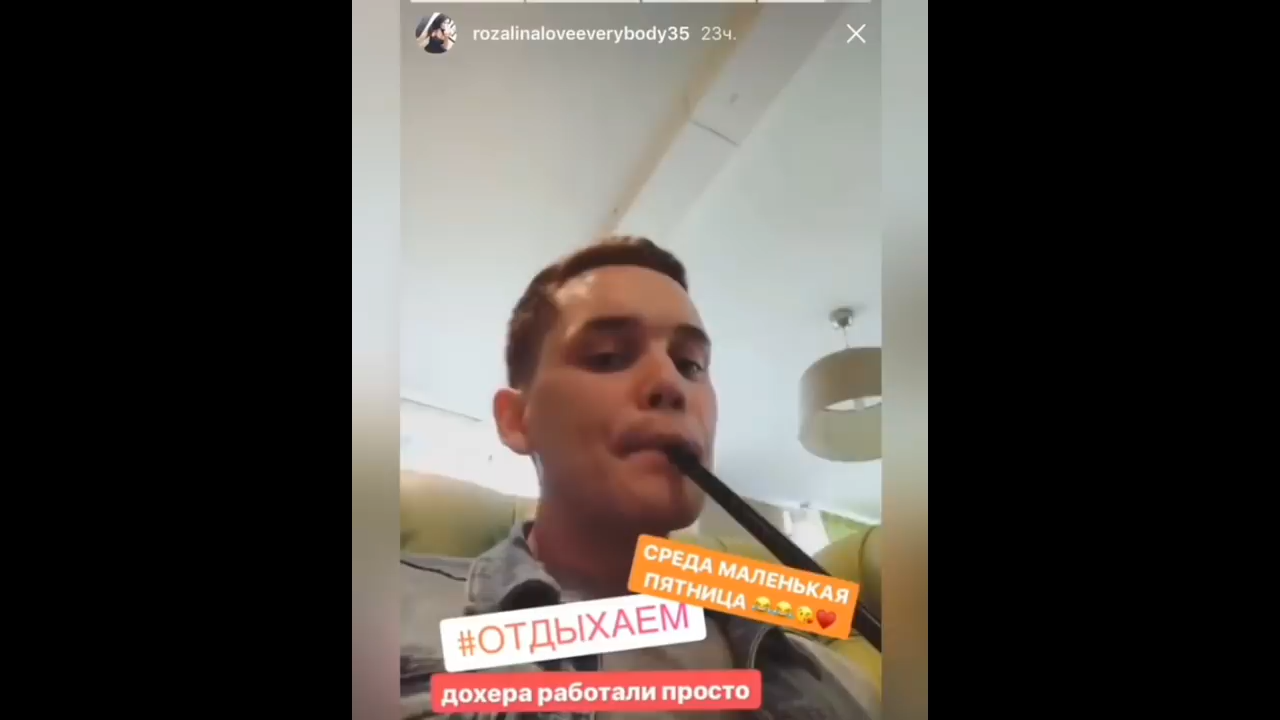 rozalinaloveeverybody35 23ч.
СРЕДА МАЛЕНЬКАЯ
ПЯТНИЦА 😂😂😘♥️
#ОТДЫХАЕМ
дохера работали просто